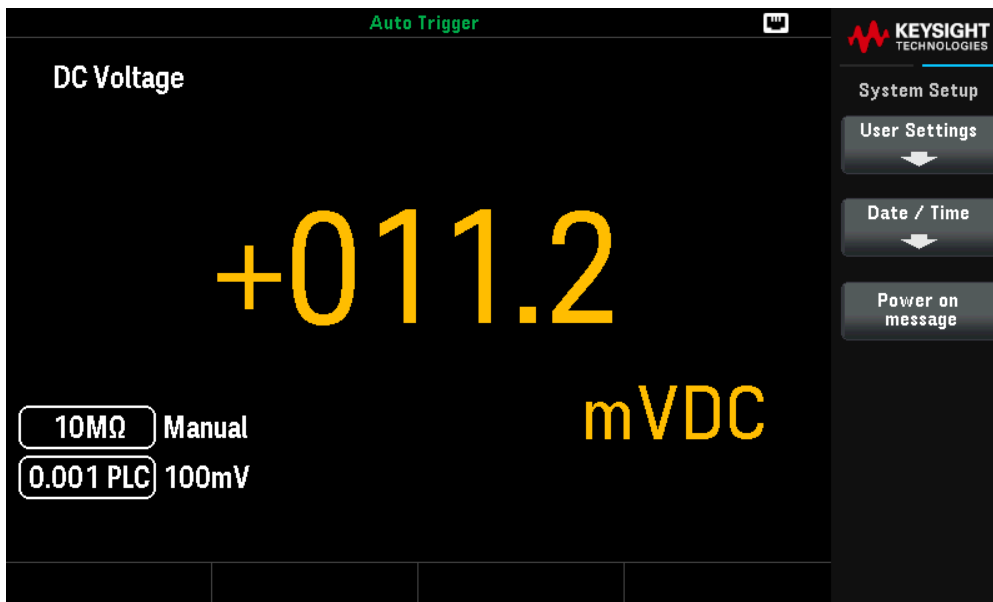 Auto Trigger
KEYSIGHT
TECHNOLOGIES
DC Voltage
System Setup
User Settings
Date / Time
Power on
message
+011.2
mVDC
10MΩ Manual
0.001 PLC 100mV